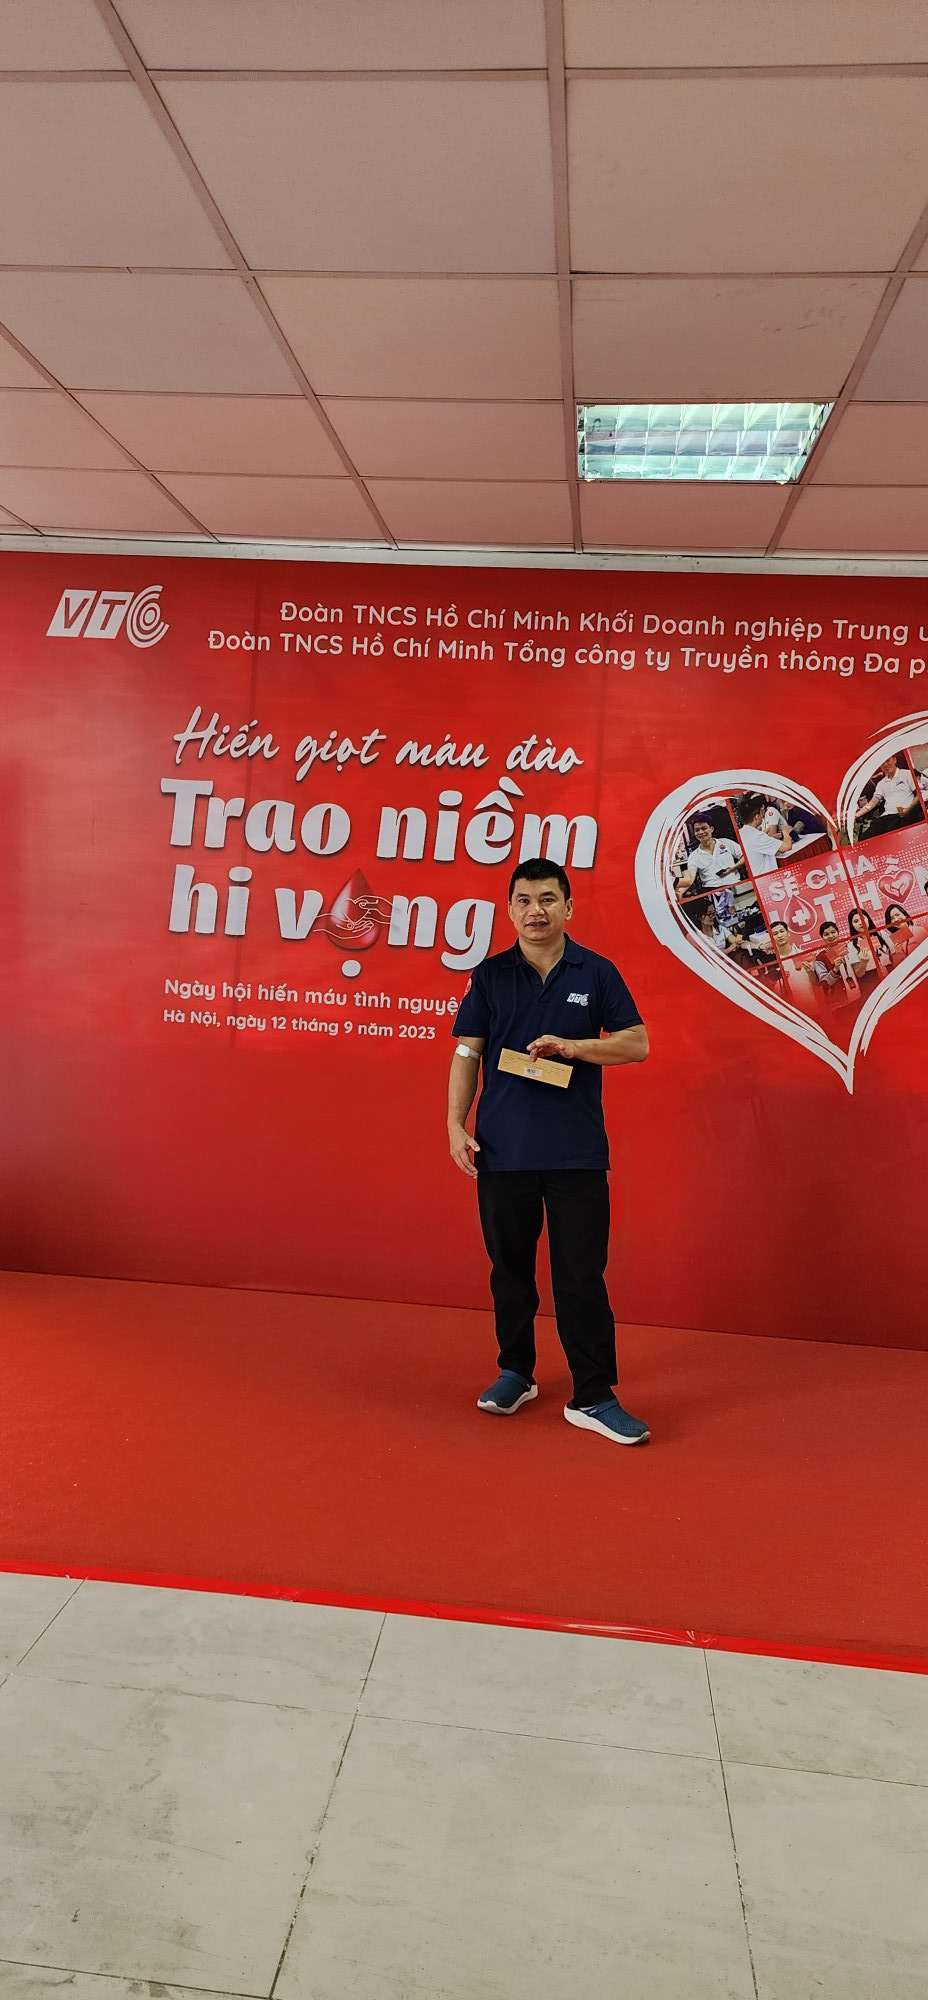 VTC
Đoàn TNCS Hồ Chí Minh Khối Doanh nghiệp Trung
Đoàn TNCS Hồ Chí Minh Tổng công ty Truyền thông Đa
Hiến giọt máu đào
Trao niềm
hi vọng
Ngày hội hiến máu tình nguyệ
Hà Nội, ngày 12 tháng 9 năm 2023
SẺ CHIA
VTC